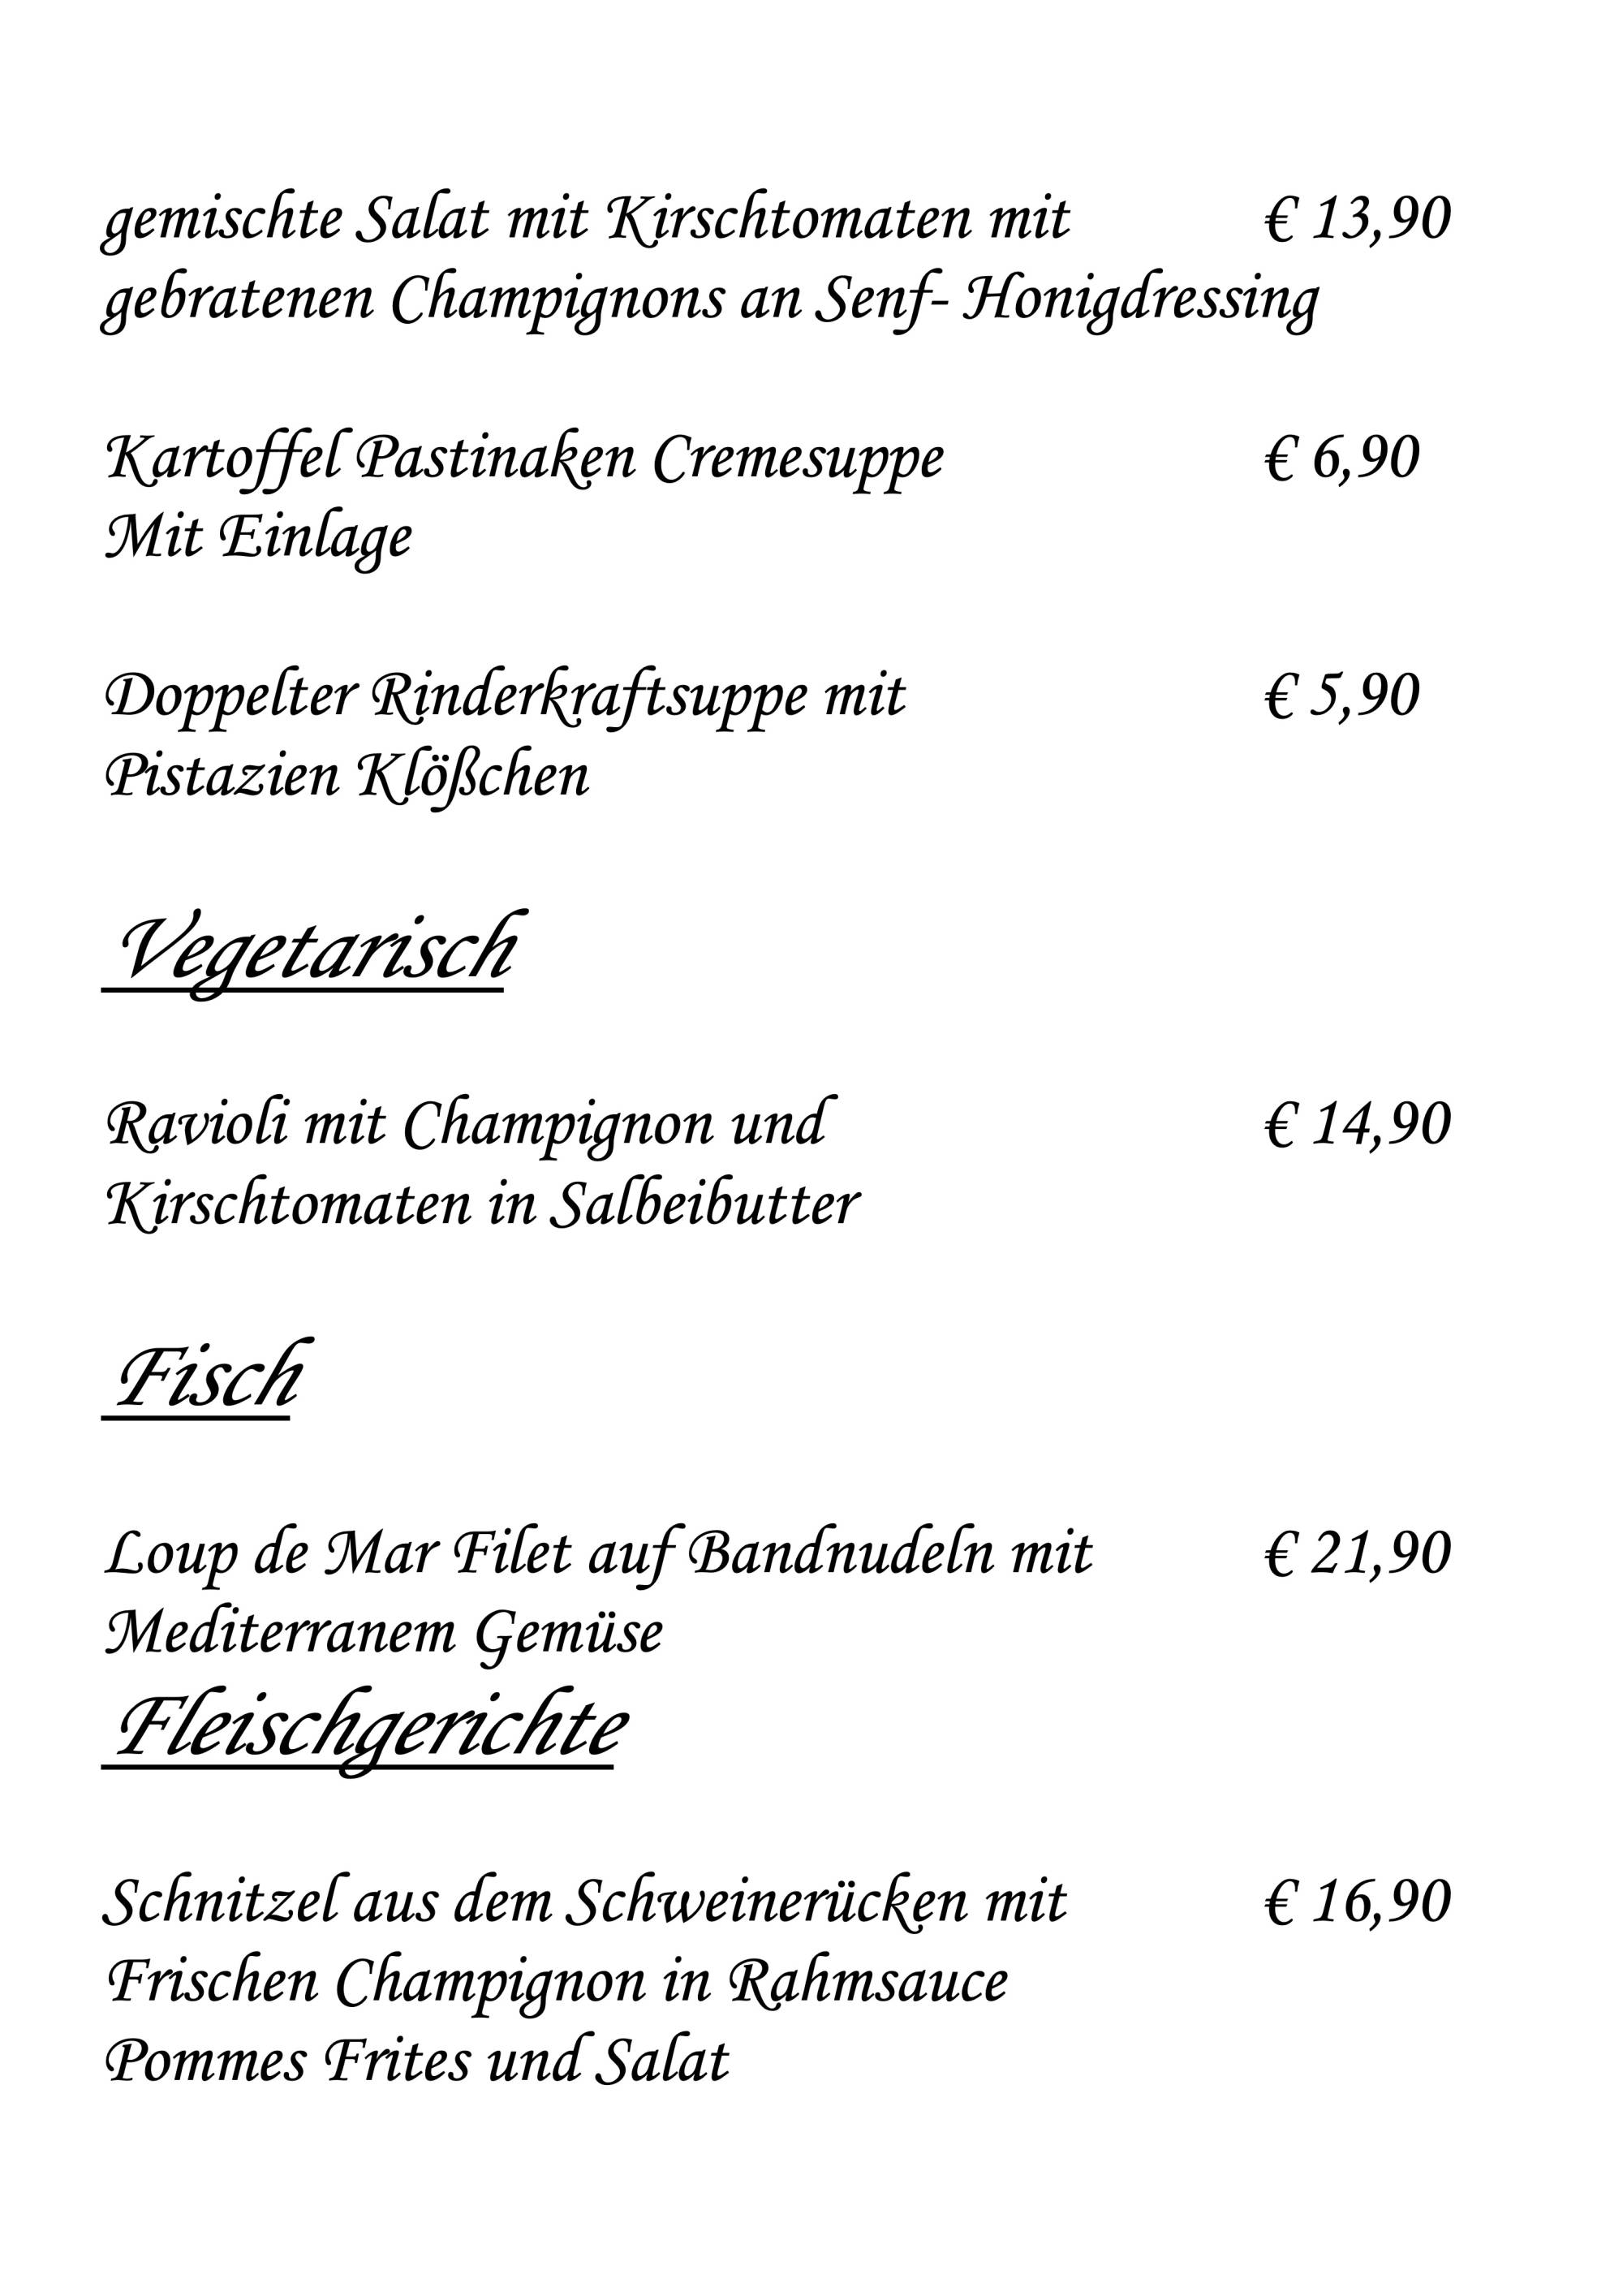 gemischte Salat mit Kirschtomaten mit € 13,90
gebratenen Champignons an Senf- Honigdressing
Kartoffel Pastinaken Cremesuppe € 6,90
Mit Einlage
Doppelter Rinderkraftsuppe mit € 5,90
Pistazien Klößchen
Vegetarisch
Ravioli mit Champignon und € 14,90
Kirschtomaten in Salbeibutter
Fisch
Loup de Mar Filet auf Bandnudeln mit € 21,90
Mediterranem Gemüse
Fleischgerichte
Schnitzel aus dem Schweinerücken mit € 16,90
Frischen Champignon in Rahmsauce
Pommes Frites und Salat